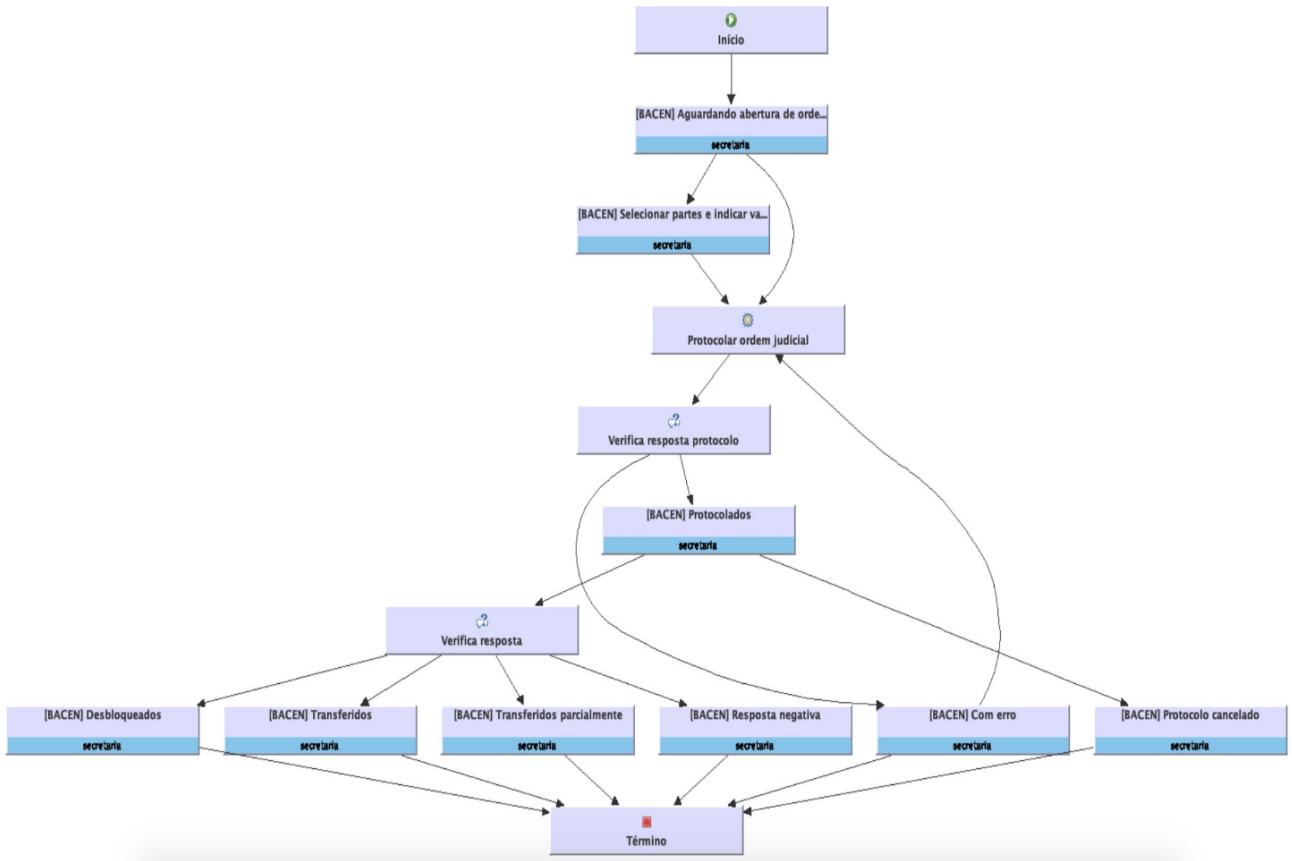 Início
[BACEN] Aguardando abertura de orde...
secretaria
[BACEN] Selecionar partes e indicar va...
secretaria
Protocolar ordem judicial
Verifica resposta protocolo
[BACEN] Protocolados
secretaria
Verifica resposta
[BACEN] Desbloqueados
secretaria
[BACEN] Transferidos
secretaria
[BACEN] Transferidos parcialmente
secretaria
[BACEN] Resposta negativa
secretaria
[BACEN] Com erro
secretaria
[BACEN] Protocolo cancelado
secretaria
Término